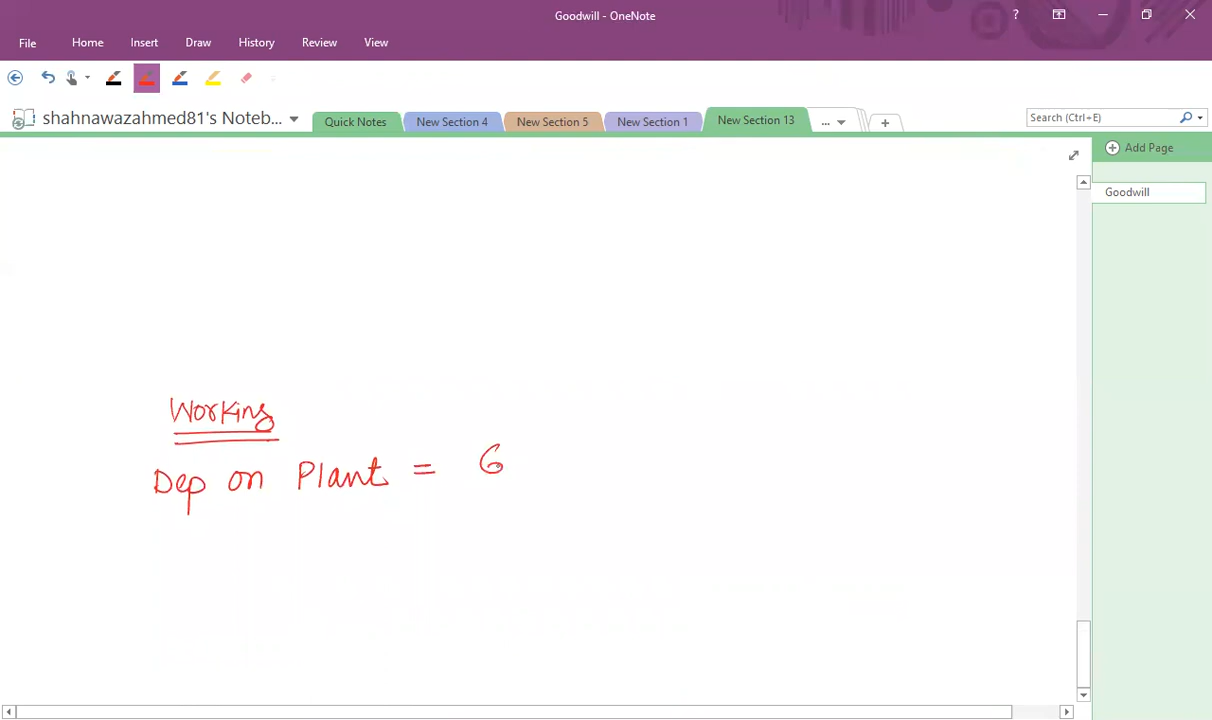 Goodwill - OneNote
?
File Home Insert Draw History Review View
shahnawazahmed81's Noteb... Quick Notes New Section 4 New Section 5 New Section 1 New Section 13 ... + Search (Ctrl+E)
Add Page
Goodwill
Working
Dep on Plant = 6